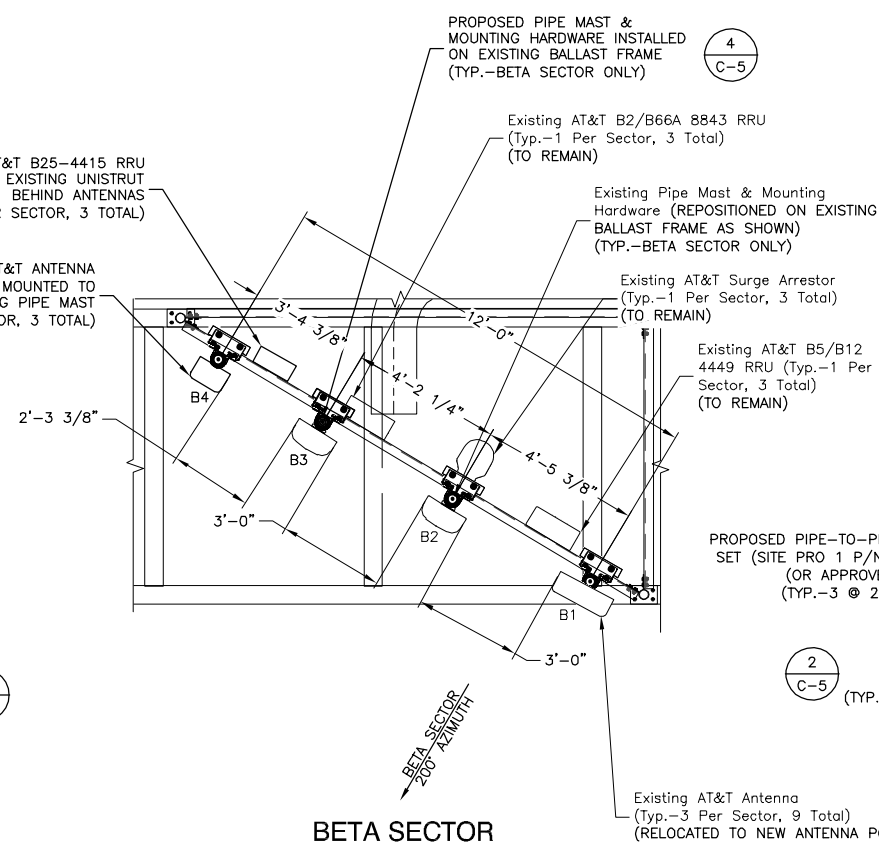 PROPOSED PIPE MAST &
MOUNTING HARDWARE INSTALLED
ON EXISTING BALLAST FRAME
(TYP.-BETA SECTOR ONLY)
4
C-5
Existing AT&T B2/B66A 8843 RRU
(Typ.-1 Per Sector, 3 Total)
(TO REMAIN)
T&T B25-4415 RRU
EXISTING UNISTRUT
BEHIND ANTENNAS
SECTOR, 3 TOTAL)
Existing Pipe Mast & Mounting
Hardware (REPOSITIONED ON EXISTING
BALLAST FRAME AS SHOWN)
(TYP.-BETA SECTOR ONLY)
T&T ANTENNA
MOUNTED TO
PIPE MAST
3 TOTAL)
Existing AT&T Surge Arrestor
(Typ.-1 Per Sector, 3 Total)
(TO REMAIN)
3'-4 3/8"
12'-0"
Existing AT&T B5/B12
4449 RRU (Typ.-1 Per
Sector, 3 Total)
(TO REMAIN)
4'-2 1/4"
B4
2'-3 3/8"
B3
4'-5 3/8"
3'-0"
B2
B1
3'-0"
PROPOSED PIPE-TO-PI
SET (SITE PRO 1 P/N
(OR APPROVE
(TYP.-3 @ 2
2
C-5
(TYP.
BETA SECTOR
200° AZIMUTH
Existing AT&T Antenna
(Typ.-3 Per Sector, 9 Total)
(RELOCATED TO NEW ANTENNA PO
BETA SECTOR